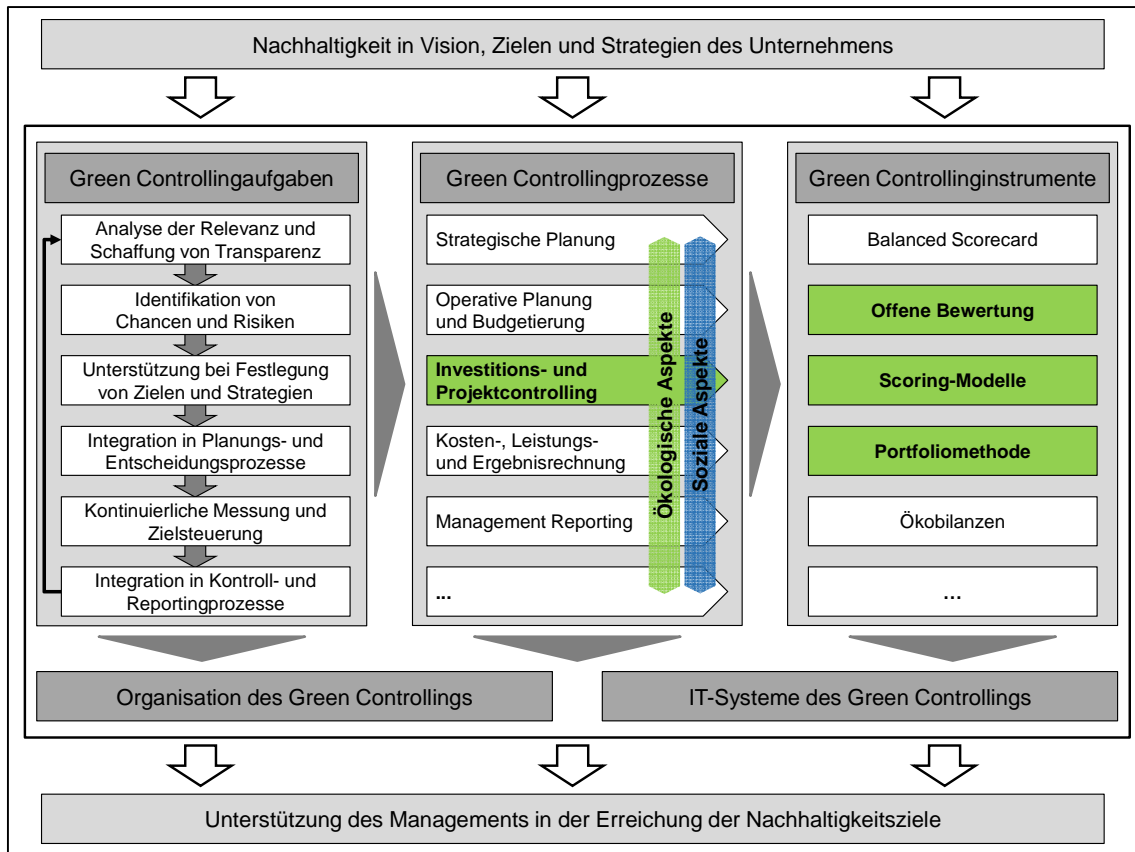 Nachhaltigkeit in Vision, Zielen und Strategien des Unternehmens
Green Controllingaufgaben
Analyse der Relevanz und
Schaffung von Transparenz
Identifikation von
Chancen und Risiken
Unterstützung bei Festlegung
von Zielen und Strategien
Integration in Planungs- und
Entscheidungsprozesse
Kontinuierliche Messung und
Zielsteuerung
Integration in Kontroll- und
Reportingprozesse
Green Controllingprozesse
Strategische Planung
Operative Planung
und Budgetierung
Investitions- und
Projektcontrolling
Kosten-, Leistungs-
und Ergebnisrechnung
Management Reporting
...
Ökologische Aspekte
Soziale Aspekte
Green Controllinginstrumente
Balanced Scorecard
Offene Bewertung
Scoring-Modelle
Portfoliomethode
Ökobilanzen
…
Organisation des Green Controllings
IT-Systeme des Green Controllings
Unterstützung des Managements in der Erreichung der Nachhaltigkeitsziele